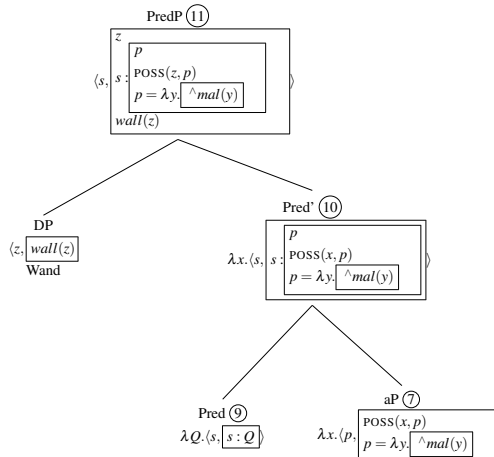 PredP ⑪
z
p
⟨s, s : POSS(z, p) ⟩
p = λy. ^mal(y)
wall(z)
DP
⟨z, wall(z) ⟩
Wand
Pred’ ⑩
p
λx.⟨s, s : POSS(x, p) ⟩
p = λy. ^mal(y)
Pred ⑨
λQ.⟨s, s : Q ⟩
aP ⑦
POSS(x, p)
λx.⟨p, p = λy. ^mal(y)